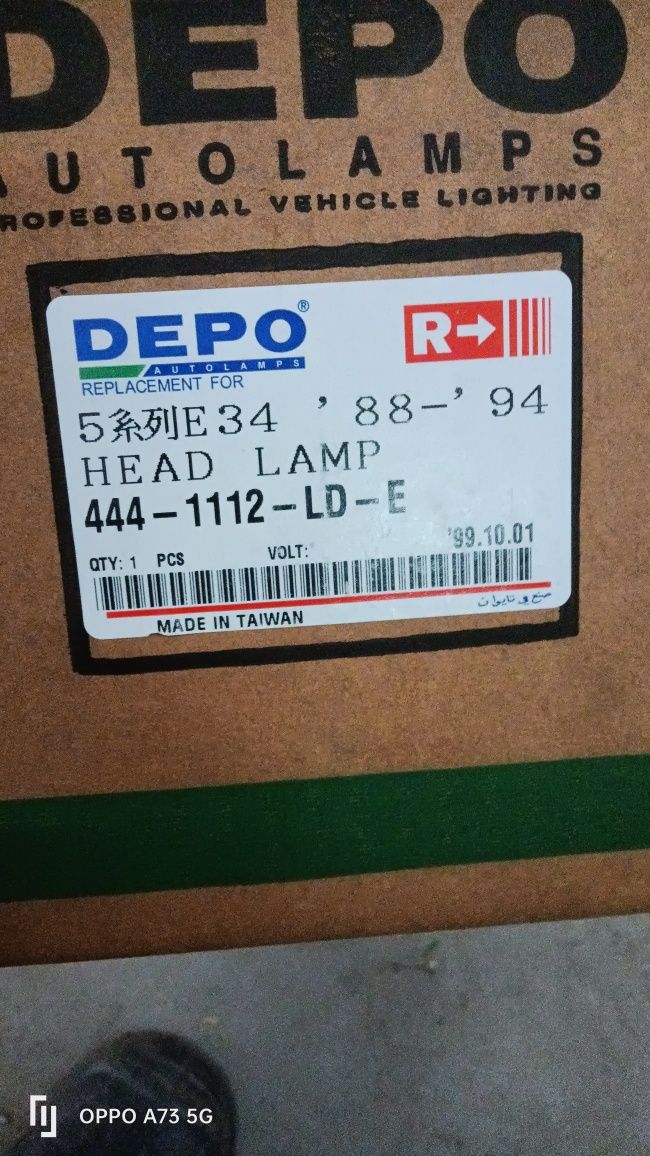 DEPO
AUTOLAMPS
PROFESSIONAL VEHICLE LIGHTING
DEPO®
AUTOLAMPS
R→
REPLACEMENT FOR
5系列E34 '88-'94
HEAD LAMP
444-1112-LD-E
'99.10.01
QTY: 1 PCS VOLT:
صنع في تايوان
MADE IN TAIWAN
OPPO A73 5G